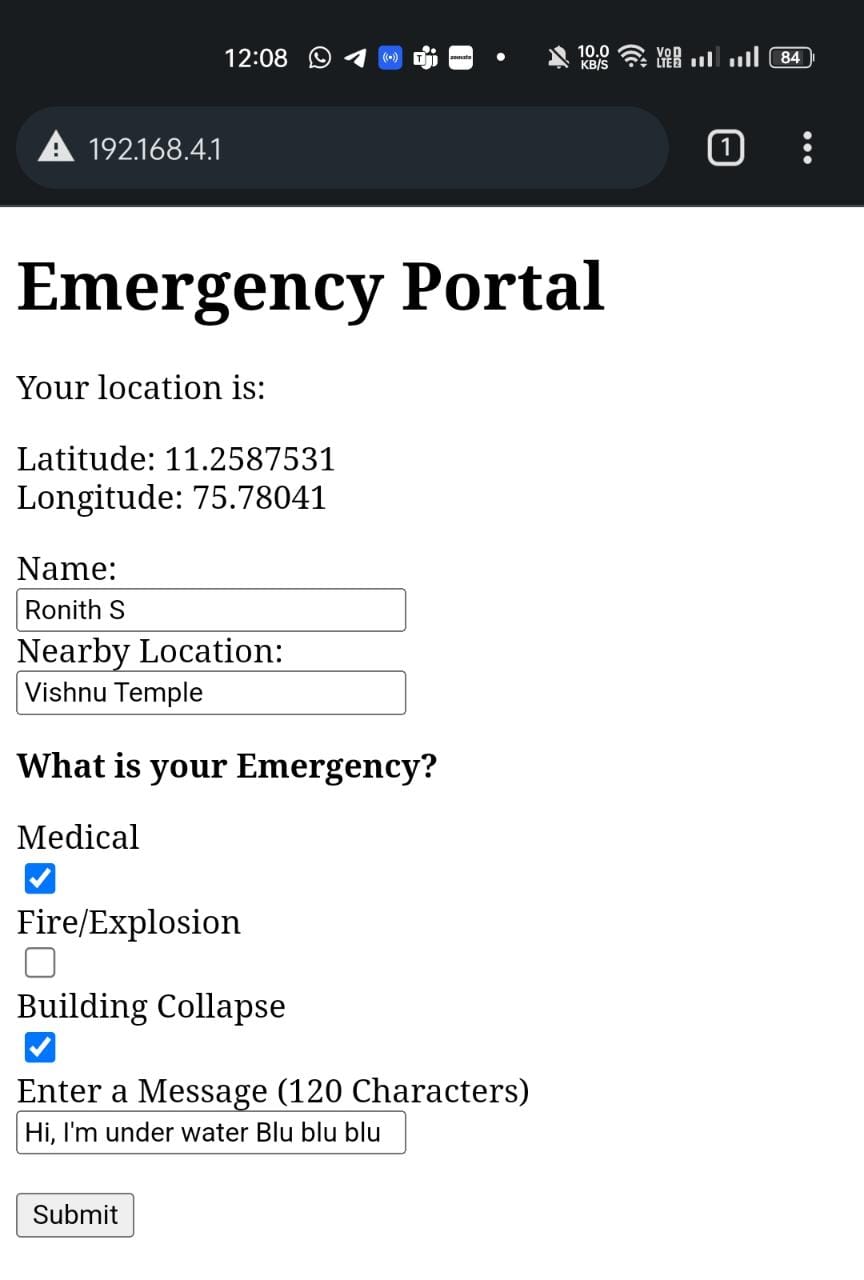 12:08
10.0
KB/S
VoD
LTE2
84
192.168.4.1
1
Emergency Portal
Your location is:
Latitude: 11.2587531
Longitude: 75.78041
Name:
Ronith S
Nearby Location:
Vishnu Temple
What is your Emergency?
Medical
Fire/Explosion
Building Collapse
Enter a Message (120 Characters)
Hi, I'm under water Blu blu blu
Submit